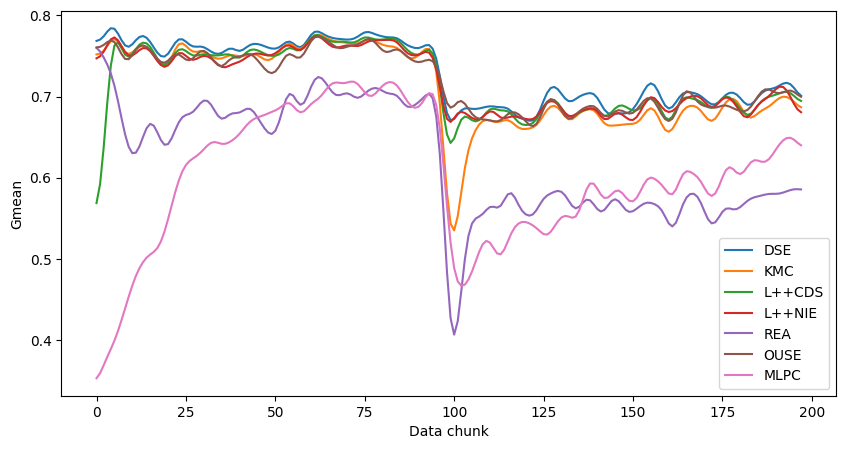 0.8
0.7
0.6
0.5
0.4
Gmean
0 25 50 75 100 125 150 175 200
Data chunk
DSE
KMC
L++CDS
L++NIE
REA
OUSE
MLPC